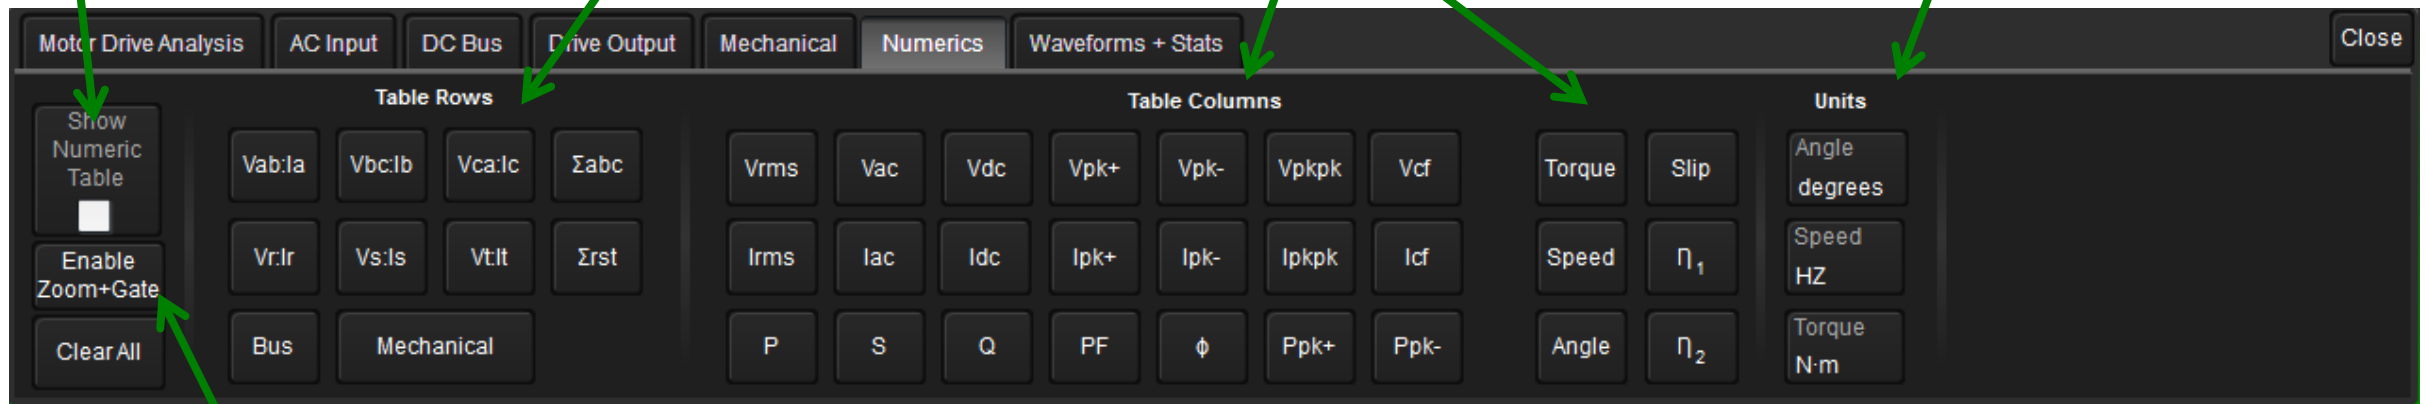 Motor Drive Analysis AC Input DC Bus Drive Output Mechanical Numerics Waveforms + Stats Close
Table Rows Table Columns Units
Show
Numeric
Table
Enable
Zoom+Gate
Clear All
Vab:Ia Vbc:Ib Vca:Ic Σabc
Vr:Ir Vs:Is Vt:It Σrst
Bus Mechanical
Vrms Vac Vdc Vpk+ Vpk- Vpkpk Vcf
Irms Iac Idc Ipk+ Ipk- Ipkpk Icf
P S Q PF ϕ Ppk+ Ppk-
Torque Slip
Speed η1
Angle η2
Angle
degrees
Speed
HZ
Torque
N·m